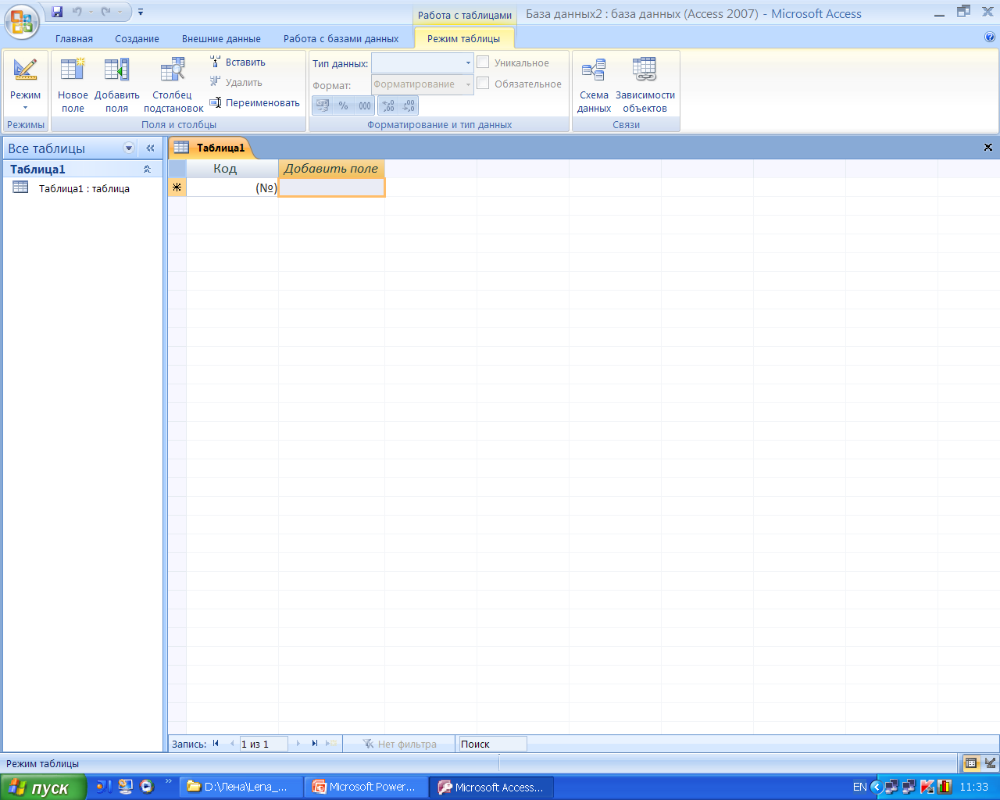 Работа с таблицами
База данных2 : база данных (Access 2007) - Microsoft Access
Главная
Создание
Внешние данные
Работа с базами данных
Режим таблицы
Режим
Новое поле
Добавить поля
Столбец подстановок
Вставить
Удалить
Переименовать
Тип данных:
Формат:
Форматирование
% 000
Уникальное
Обязательное
Схема данных
Зависимости объектов
Режимы
Поля и столбцы
Форматирование и тип данных
Связи
Все таблицы
Таблица1
Таблица1 : таблица
Таблица1
Код
Добавить поле
(№)
Запись:
1 из 1
Нет фильтра
Поиск
Режим таблицы
пуск
D:\Лена\Lena_...
Microsoft Power...
Microsoft Access...
EN
11:33